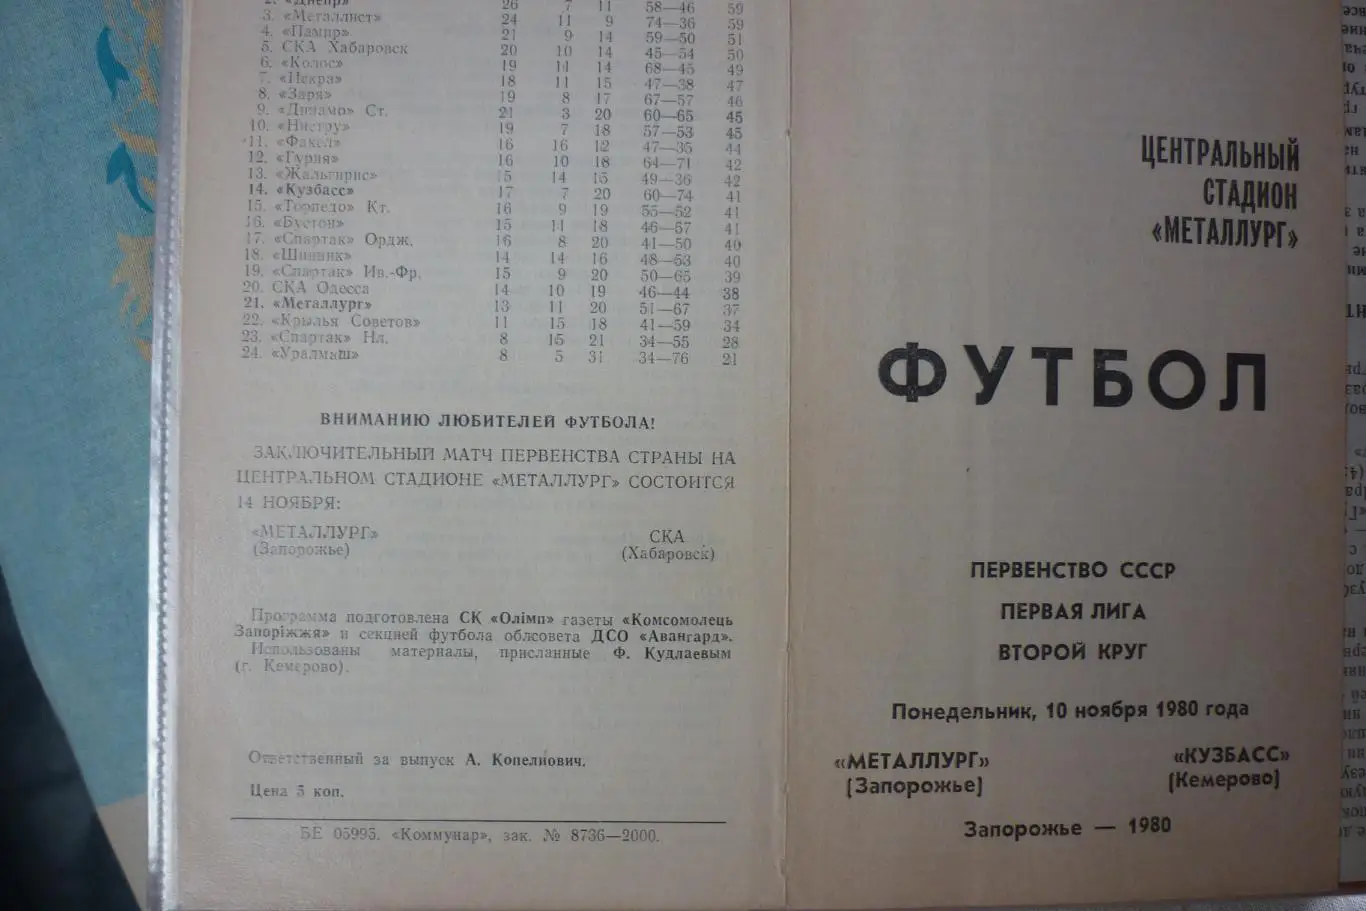 2. «Днепр» 26 7 11 58—46 59
3. «Металлист» 24 11 9 74—36 59
4. «Памир» 21 9 14 59—50 51
5. СКА Хабаровск 20 10 14 45—54 50
6. «Колос» 19 11 14 68—45 49
7. «Искра» 18 11 15 47—38 47
8. «Заря» 19 8 17 67—57 46
9. «Динамо» Ст. 21 3 20 60—65 45
10. «Нистру» 19 7 18 57—53 45
11. «Факел» 16 16 12 47—35 44
12. «Гурия» 16 10 18 64—71 42
13. «Жальгирис» 15 14 15 49—36 42
14. «Кузбасс» 17 7 20 60—74 41
15. «Торпедо» Кт. 16 9 19 55—52 41
16. «Бустон» 15 11 18 46—57 41
17. «Спартак» Ордж. 16 8 20 41—50 40
18. «Шинник» 14 14 16 48—53 40
19. «Спартак» Ив.-Фр. 15 9 20 50—65 39
20. СКА Одесса 14 10 19 46—44 38
21. «Металлург» 13 11 20 51—67 37
22. «Крылья Советов» 11 15 18 41—59 34
23. «Спартак» Нл. 8 15 21 34—55 28
24. «Уралмаш» 8 5 31 34—76 21
ВНИМАНИЮ ЛЮБИТЕЛЕЙ ФУТБОЛА!
ЗАКЛЮЧИТЕЛЬНЫЙ МАТЧ ПЕРВЕНСТВА СТРАНЫ НА
ЦЕНТРАЛЬНОМ СТАДИОНЕ «МЕТАЛЛУРГ» СОСТОИТСЯ
14 НОЯБРЯ:
«МЕТАЛЛУРГ» СКА
(Запорожье) (Хабаровск)
Программа подготовлена СК «Олімп» газеты «Комсомолець
Запоріжжя» и секцией футбола облсовета ДСО «Авангард».
Использованы материалы, присланные Ф. Кудлаевым
(г. Кемерово).
Ответственный за выпуск А. Копелиович.
Цена 5 коп.
БЕ 05995. «Коммунар», зак. № 8736—2000.
ЦЕНТРАЛЬНЫЙ
СТАДИОН
«МЕТАЛЛУРГ»
ФУТБОЛ
ПЕРВЕНСТВО СССР
ПЕРВАЯ ЛИГА
ВТОРОЙ КРУГ
Понедельник, 10 ноября 1980 года
«МЕТАЛЛУРГ» «КУЗБАСС»
(Запорожье) (Кемерово)
Запорожье — 1980